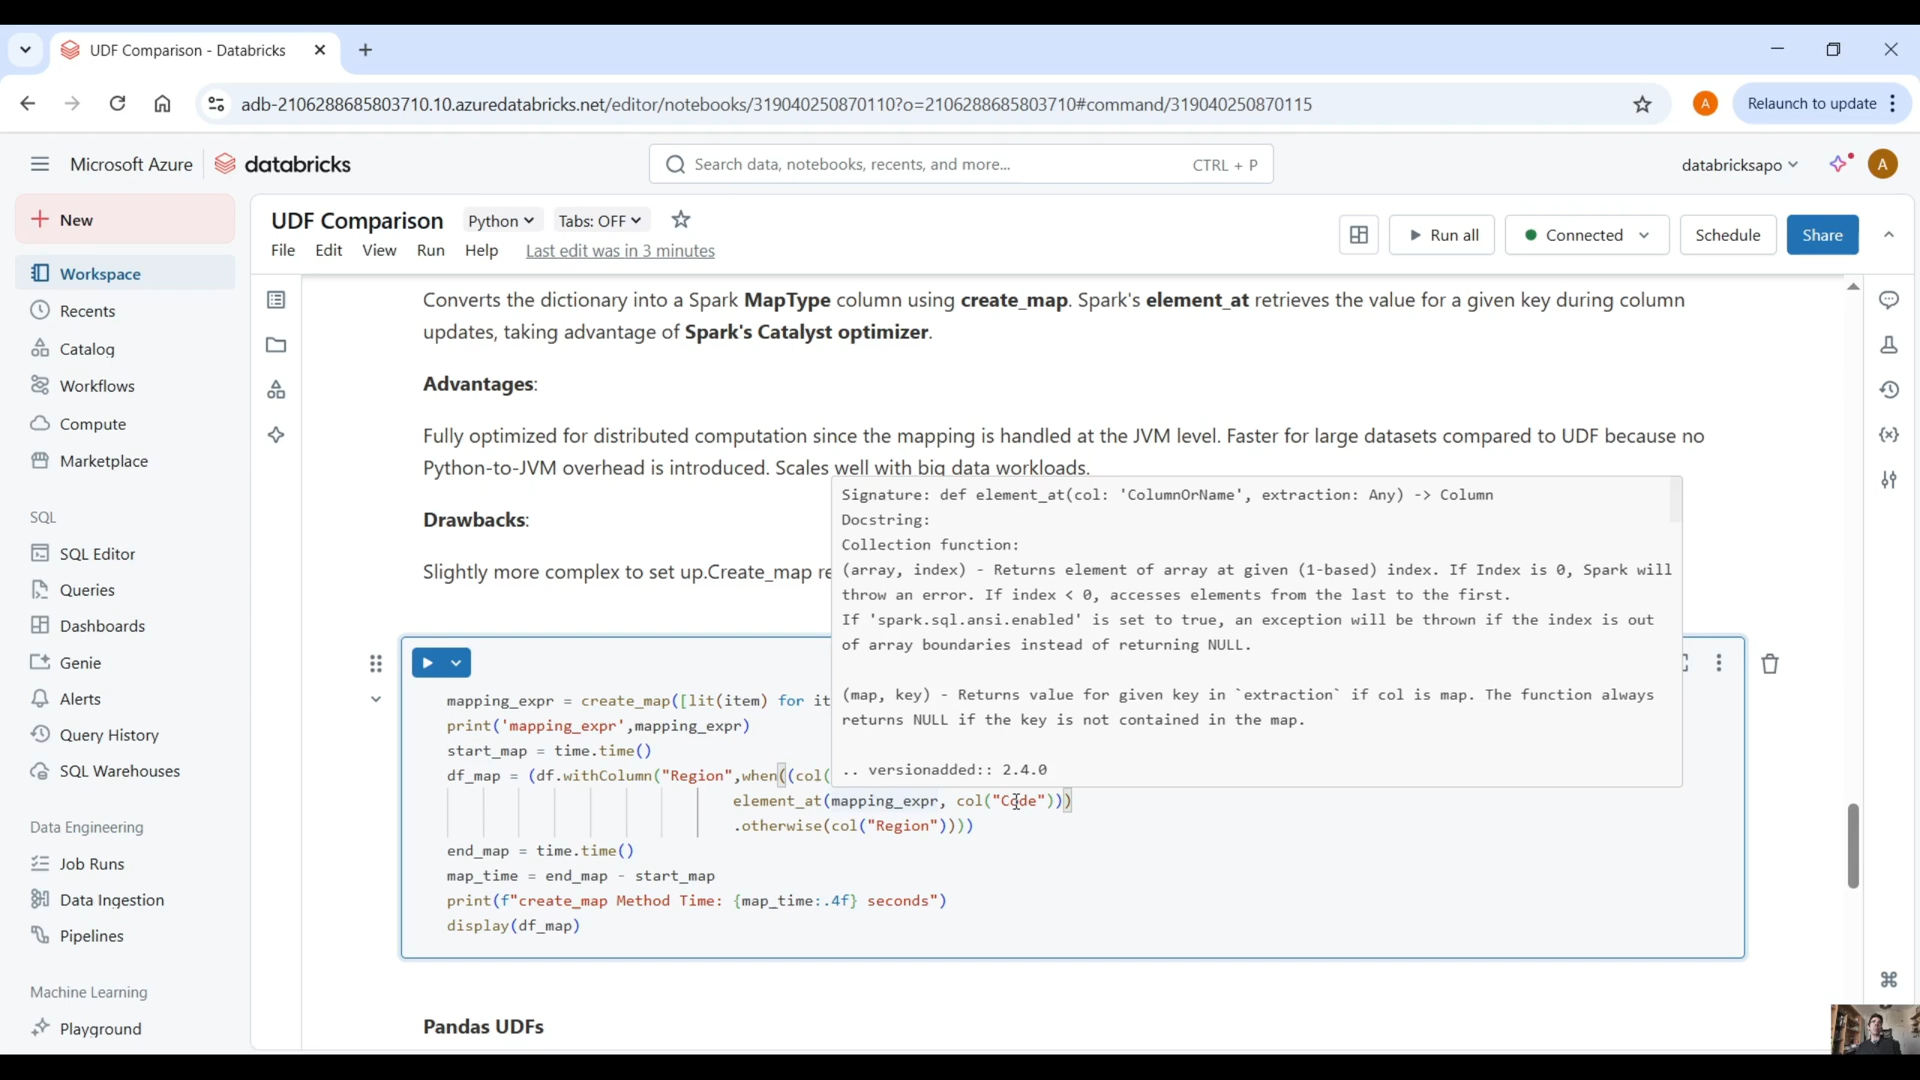 UDF Comparison - Databricks
adb-2106288685803710.10.azuredatabricks.net/editor/notebooks/319040250870110?o=2106288685803710#command/319040250870115
A
Relaunch to update
Microsoft Azure
databricks
Search data, notebooks, recents, and more...
CTRL + P
databricksapo
A
New
Workspace
Recents
Catalog
Workflows
Compute
Marketplace
SQL
SQL Editor
Queries
Dashboards
Genie
Alerts
Query History
SQL Warehouses
Data Engineering
Job Runs
Data Ingestion
Pipelines
Machine Learning
Playground
UDF Comparison
Python
Tabs: OFF
File
Edit
View
Run
Help
Last edit was in 3 minutes
Run all
Connected
Schedule
Share
Converts the dictionary into a Spark MapType column using create_map. Spark's element_at retrieves the value for a given key during column
updates, taking advantage of Spark's Catalyst optimizer.
Advantages:
Fully optimized for distributed computation since the mapping is handled at the JVM level. Faster for large datasets compared to UDF because no
Python-to-JVM overhead is introduced. Scales well with big data workloads.
Drawbacks:
Slightly more complex to set up.Create_map re
Signature: def element_at(col: 'ColumnOrName', extraction: Any) -> Column
Docstring:
Collection function:
(array, index) - Returns element of array at given (1-based) index. If Index is 0, Spark will
throw an error. If index < 0, accesses elements from the last to the first.
If 'spark.sql.ansi.enabled' is set to true, an exception will be thrown if the index is out
of array boundaries instead of returning NULL.
(map, key) - Returns value for given key in `extraction` if col is map. The function always
returns NULL if the key is not contained in the map.
.. versionadded:: 2.4.0
mapping_expr = create_map([lit(item) for it
print('mapping_expr',mapping_expr)
start_map = time.time()
df_map = (df.withColumn("Region",when((col(
element_at(mapping_expr, col("Code")))
.otherwise(col("Region"))))
end_map = time.time()
map_time = end_map - start_map
print(f"create_map Method Time: {map_time:.4f} seconds")
display(df_map)
Pandas UDFs